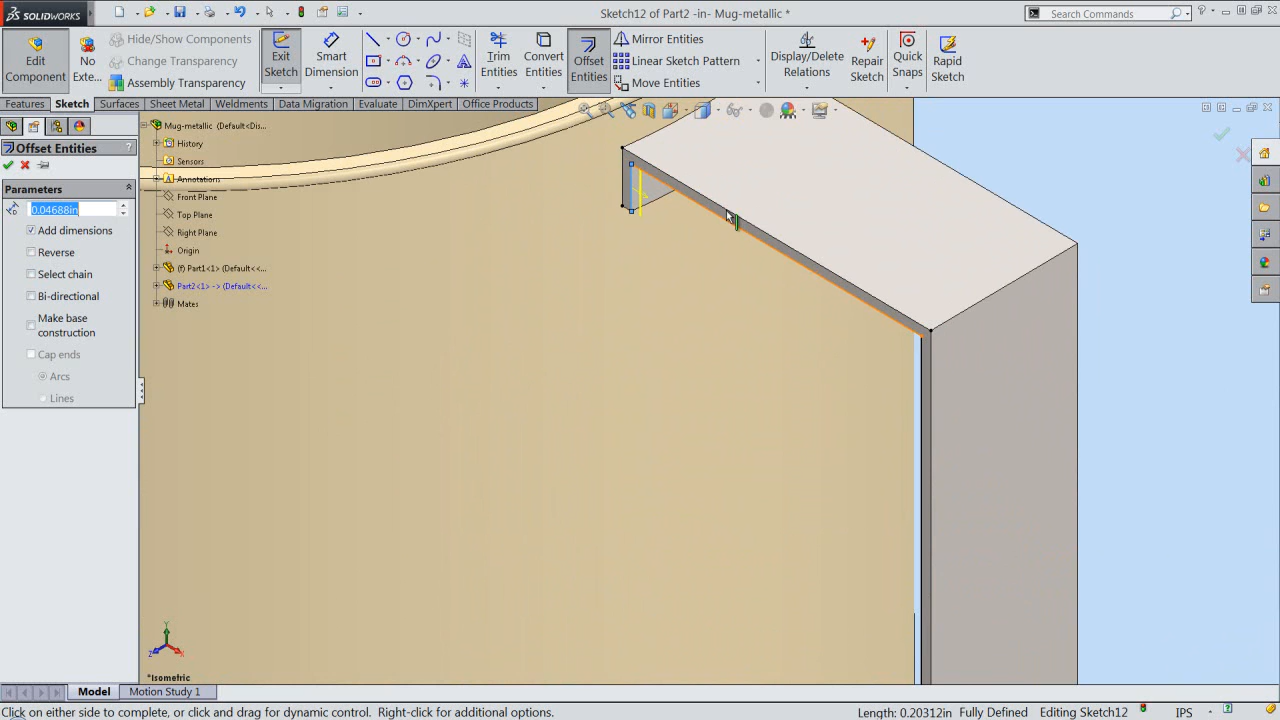 SOLIDWORKS
Sketch12 of Part2 -in- Mug-metallic *
Search Commands
Edit Component
No Exte...
Hide/Show Components
Change Transparency
Assembly Transparency
Exit Sketch
Smart Dimension
Trim Entities
Convert Entities
Offset Entities
Mirror Entities
Linear Sketch Pattern
Move Entities
Display/Delete Relations
Repair Sketch
Quick Snaps
Rapid Sketch
Features
Sketch
Surfaces
Sheet Metal
Weldments
Data Migration
Evaluate
DimXpert
Office Products
Offset Entities
?
Parameters
0.04688in
Add dimensions
Reverse
Select chain
Bi-directional
Make base
construction
Cap ends
Arcs
Lines
Mug-metallic (Default<Dis...
History
Sensors
Annotations
Front Plane
Top Plane
Right Plane
Origin
(f) Part1<1> (Default<<...
Part2<1> -> (Default<<...
Mates
Y
Z
X
*Isometric
Model
Motion Study 1
Click on either side to complete, or click and drag for dynamic control. Right-click for additional options.
Length: 0.20312in
Fully Defined
Editing Sketch12
IPS